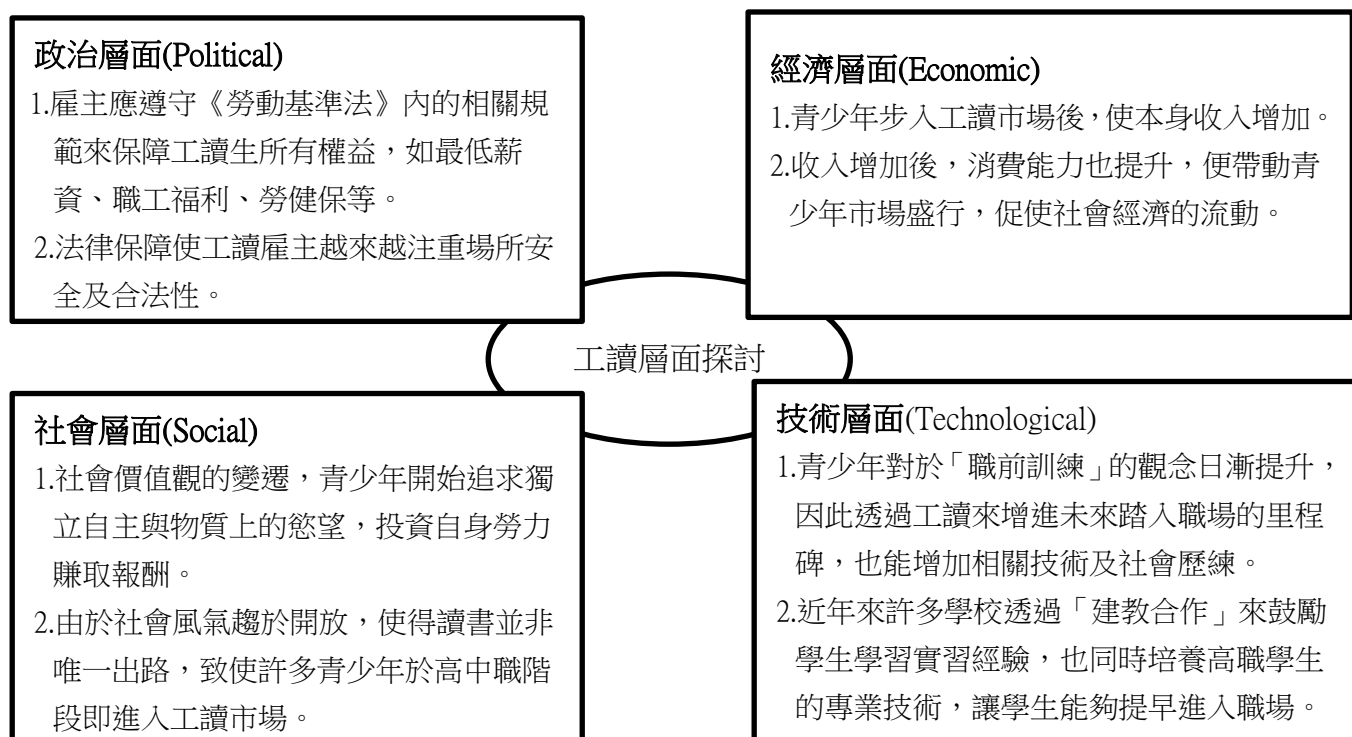 政治層面(Political)
1.雇主應遵守《勞動基準法》內的相關規
範來保障工讀生所有權益，如最低薪
資、職工福利、勞健保等。
2.法律保障使工讀雇主越來越注重場所安
全及合法性。
經濟層面(Economic)
1.青少年步入工讀市場後，使本身收入增加。
2.收入增加後，消費能力也提升，便帶動青
少年市場盛行，促使社會經濟的流動。
工讀層面探討
社會層面(Social)
1.社會價值觀的變遷，青少年開始追求獨
立自主與物質上的慾望，投資自身勞力
賺取報酬。
2.由於社會風氣趨於開放，使得讀書並非
唯一出路，致使許多青少年於高中職階
段即進入工讀市場。
技術層面(Technological)
1.青少年對於「職前訓練」的觀念日漸提升，
因此透過工讀來增進未來踏入職場的里程
碑，也能增加相關技術及社會歷練。
2.近年來許多學校透過「建教合作」來鼓勵
學生學習實習經驗，也同時培養高職學生
的專業技術，讓學生能夠提早進入職場。